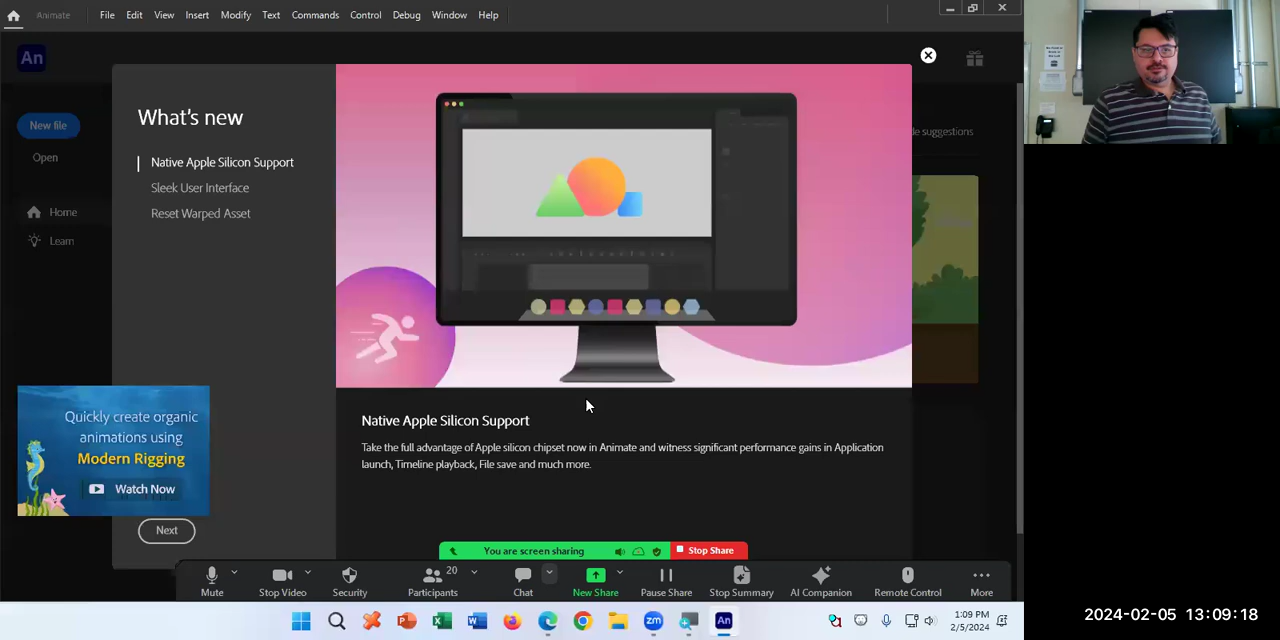 Animate File Edit View Insert Modify Text Commands Control Debug Window Help
An
New file
Open
Home
Learn
What's new
Native Apple Silicon Support
Sleek User Interface
Reset Warped Asset
de suggestions
Native Apple Silicon Support
Take the full advantage of Apple silicon chipset now in Animate and witness significant performance gains in Application
launch, Timeline playback, File save and much more.
Quickly create organic
animations using
Modern Rigging
Watch Now
Next
You are screen sharing Stop Share
20
Mute Stop Video Security Participants Chat New Share Pause Share Stop Summary AI Companion Remote Control More
zm An
1:09 PM
2/5/2024
2024-02-05 13:09:18